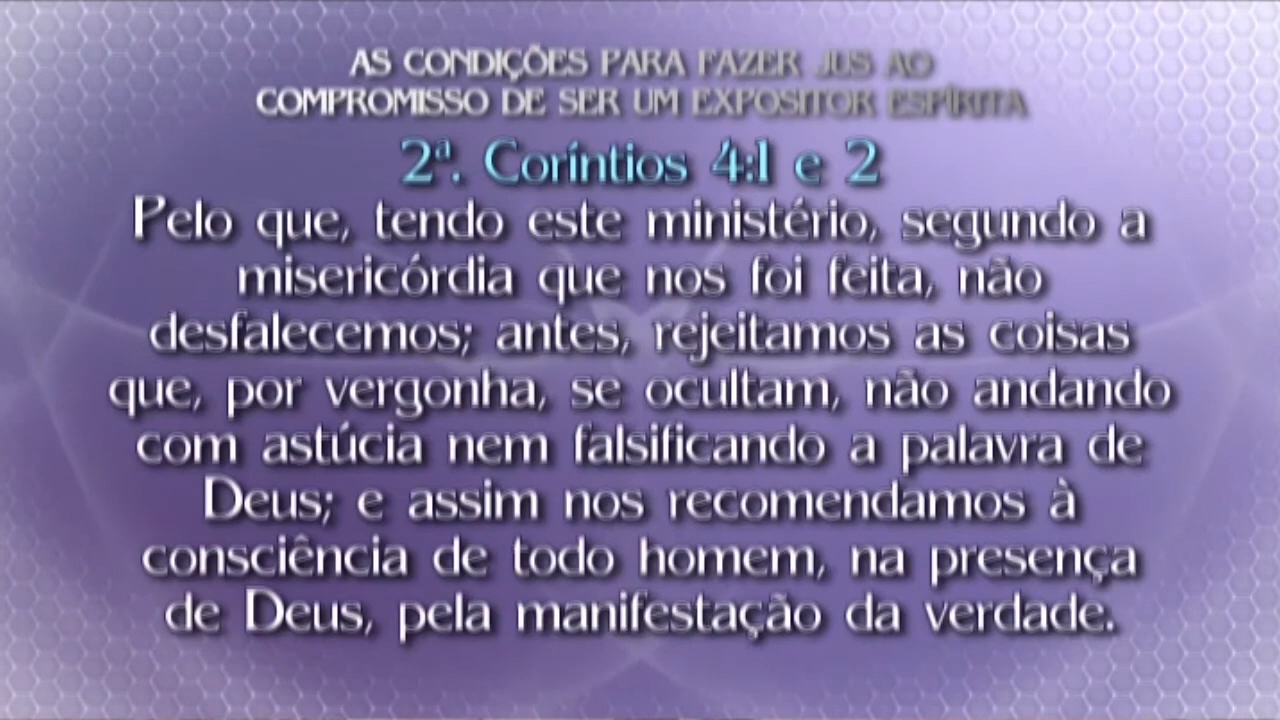 AS CONDIÇÕES PARA FAZER JUS AO
COMPROMISSO DE SER UM EXPOSITOR ESPÍRITA
2ª. Coríntios 4:1 e 2
Pelo que, tendo este ministério, segundo a
misericórdia que nos foi feita, não
desfalecemos; antes, rejeitamos as coisas
que, por vergonha, se ocultam, não andando
com astúcia nem falsificando a palavra de
Deus; e assim nos recomendamos à
consciência de todo homem, na presença
de Deus, pela manifestação da verdade.